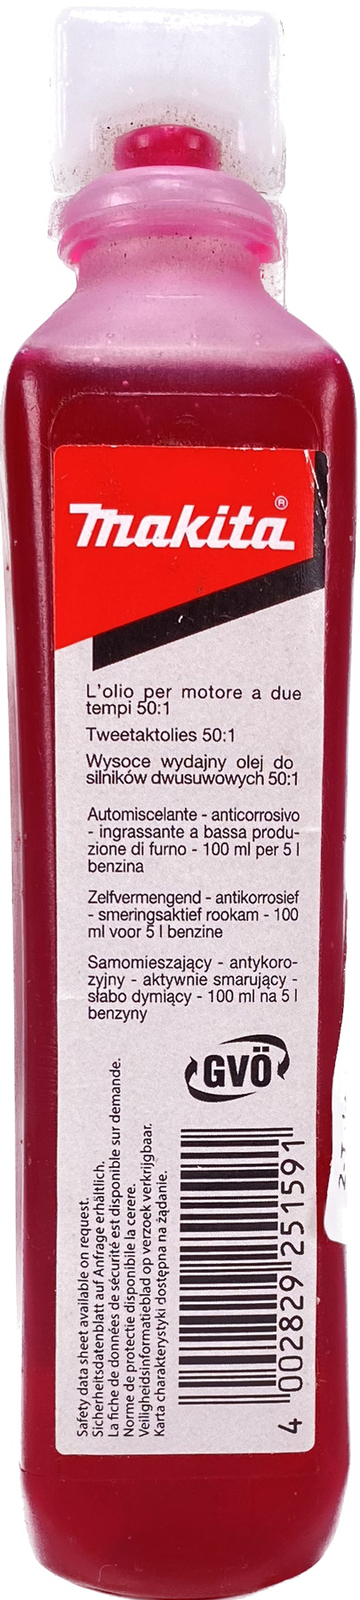 makita®
L'olio per motore a due
tempi 50:1
Tweetaktolies 50:1
Wysoce wydajny olej do
silników dwusuwowych 50:1
Automiscelante - anticorrosivo
- ingrassante a bassa produ-
zione di furno - 100 ml per 5 l
benzina
Zelfvermengend - antikorrosief
- smeringsaktief rookam - 100
ml voor 5 l benzine
Samomieszający - antykoro-
zyjny - aktywnie smarujący -
słabo dymiący - 100 ml na 5 l
benzyny
GVÖ
Safety data sheet available on request.
Sicherheitsdatenblatt auf Anfrage erhältlich.
La fiche de données de sécurité est disponible sur demande.
Norme de protectie disponibile la cerere.
Veiligheidsinformatieblad op verzoek verkrijgbaar.
Karta charakterystyki dostępna na żądanie.
4 002829 251591
2-T